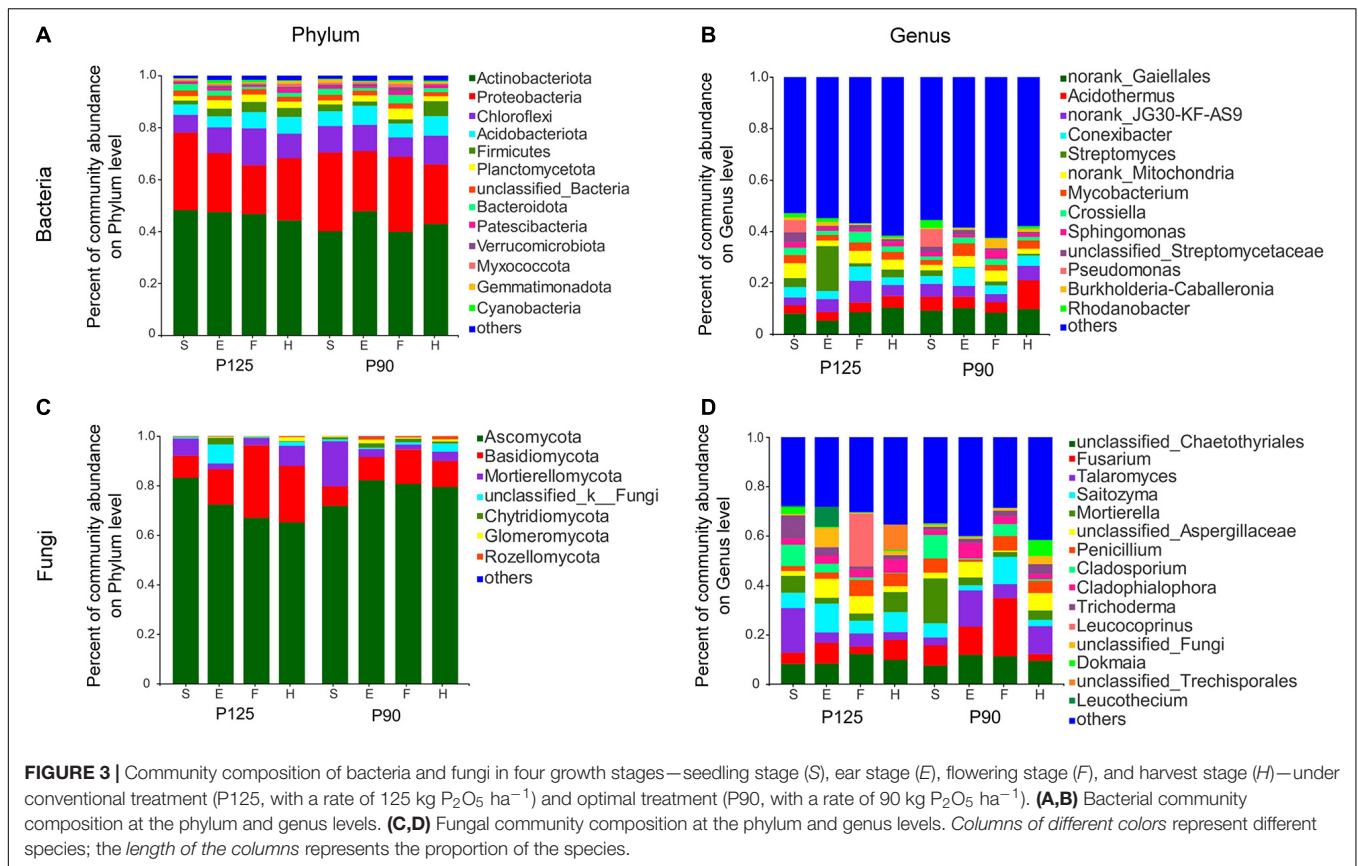 A
Phylum
Percent of community abundance
on Phylum level
Bacteria
1.0
0.8
0.6
0.4
0.2
0
S E F H S E F H
P125 P90
Actinobacteriota
Proteobacteria
Chloroflexi
Acidobacteriota
Firmicutes
Planctomycetota
unclassified_Bacteria
Bacteroidota
Patescibacteria
Verrucomicrobiota
Myxococcota
Gemmatimonadota
Cyanobacteria
others
B
Genus
Percent of community abundance
on Genus level
1.0
0.8
0.6
0.4
0.2
0
S E F H S E F H
P125 P90
norank_Gaiellales
Acidothermus
norank_JG30-KF-AS9
Conexibacter
Streptomyces
norank_Mitochondria
Mycobacterium
Crossiella
Sphingomonas
unclassified_Streptomycetaceae
Pseudomonas
Burkholderia-Caballeronia
Rhodanobacter
others
C
Percent of community abundance
on Phylum level
Fungi
1.0
0.8
0.6
0.4
0.2
0
S E F H S E F H
P125 P90
Ascomycota
Basidiomycota
Mortierellomycota
unclassified_k__Fungi
Chytridiomycota
Glomeromycota
Rozellomycota
others
D
Percent of community abundance
on Genus level
1.0
0.8
0.6
0.4
0.2
0
S E F H S E F H
P125 P90
unclassified_Chaetothyriales
Fusarium
Talaromyces
Saitozyma
Mortierella
unclassified_Aspergillaceae
Penicillium
Cladosporium
Cladophialophora
Trichoderma
Leucocoprinus
unclassified_Fungi
Dokmaia
unclassified_Trechisporales
Leucothecium
others
FIGURE 3 | Community composition of bacteria and fungi in four growth stages—seedling stage (S), ear stage (E), flowering stage (F), and harvest stage (H)—under
conventional treatment (P125, with a rate of 125 kg P₂O₅ ha⁻¹) and optimal treatment (P90, with a rate of 90 kg P₂O₅ ha⁻¹). (A,B) Bacterial community
composition at the phylum and genus levels. (C,D) Fungal community composition at the phylum and genus levels. Columns of different colors represent different
species; the length of the columns represents the proportion of the species.